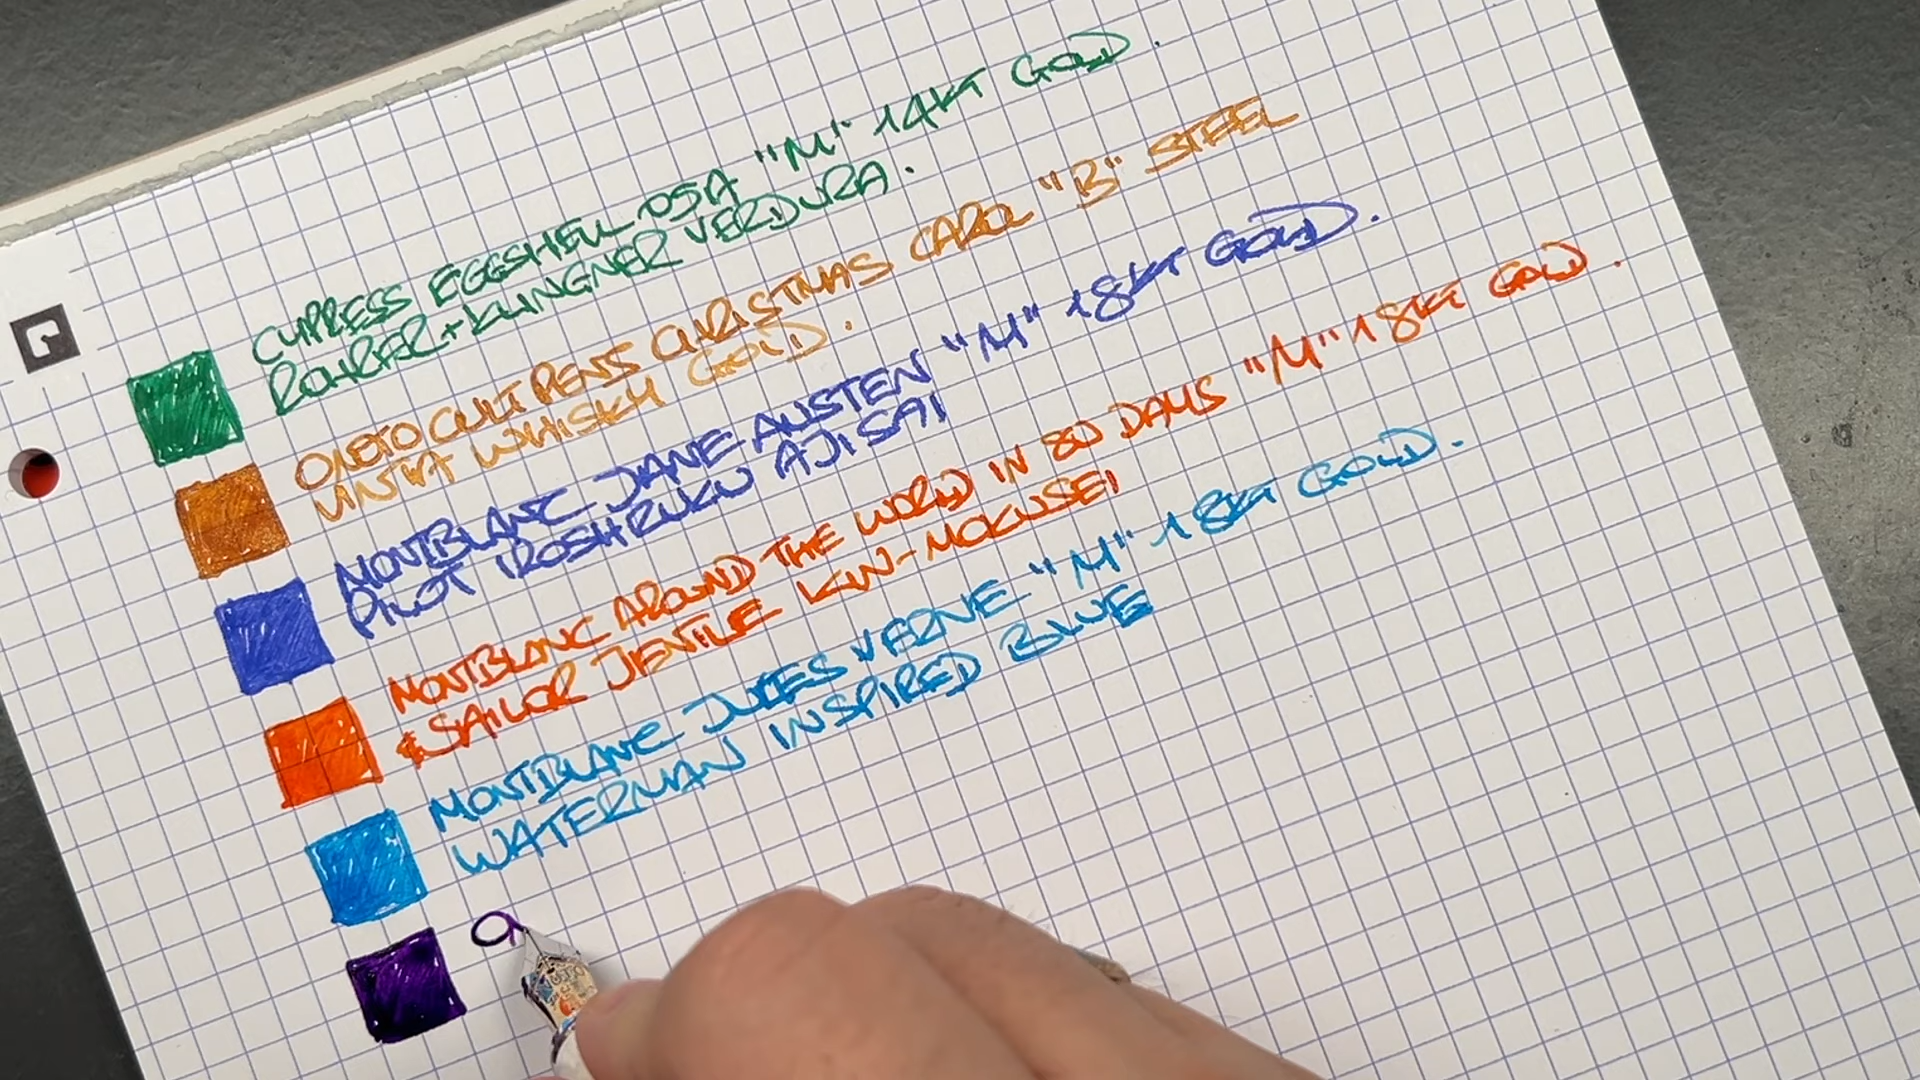 CYPRESS EGGSHELL OSA "M" 14KT GOLD.
ROHRER + KLINGNER VERDURA.
ONOTO CULT PENS CHRISTMAS CAROL "B" STEEL
VINTA WHISKY GOLD.
MONTBLANC JANE AUSTEN "M" 18KT GOLD.
PILOT IROSHIZUKU AJISAI
MONTBLANC AROUND THE WORLD IN 80 DAYS "M" 18KT GOLD.
SAILOR JENTLE KIN-MOKUSEI
MONTBLANC JULES VERNE "M" 18KT GOLD.
WATERMAN INSPIRED BLUE